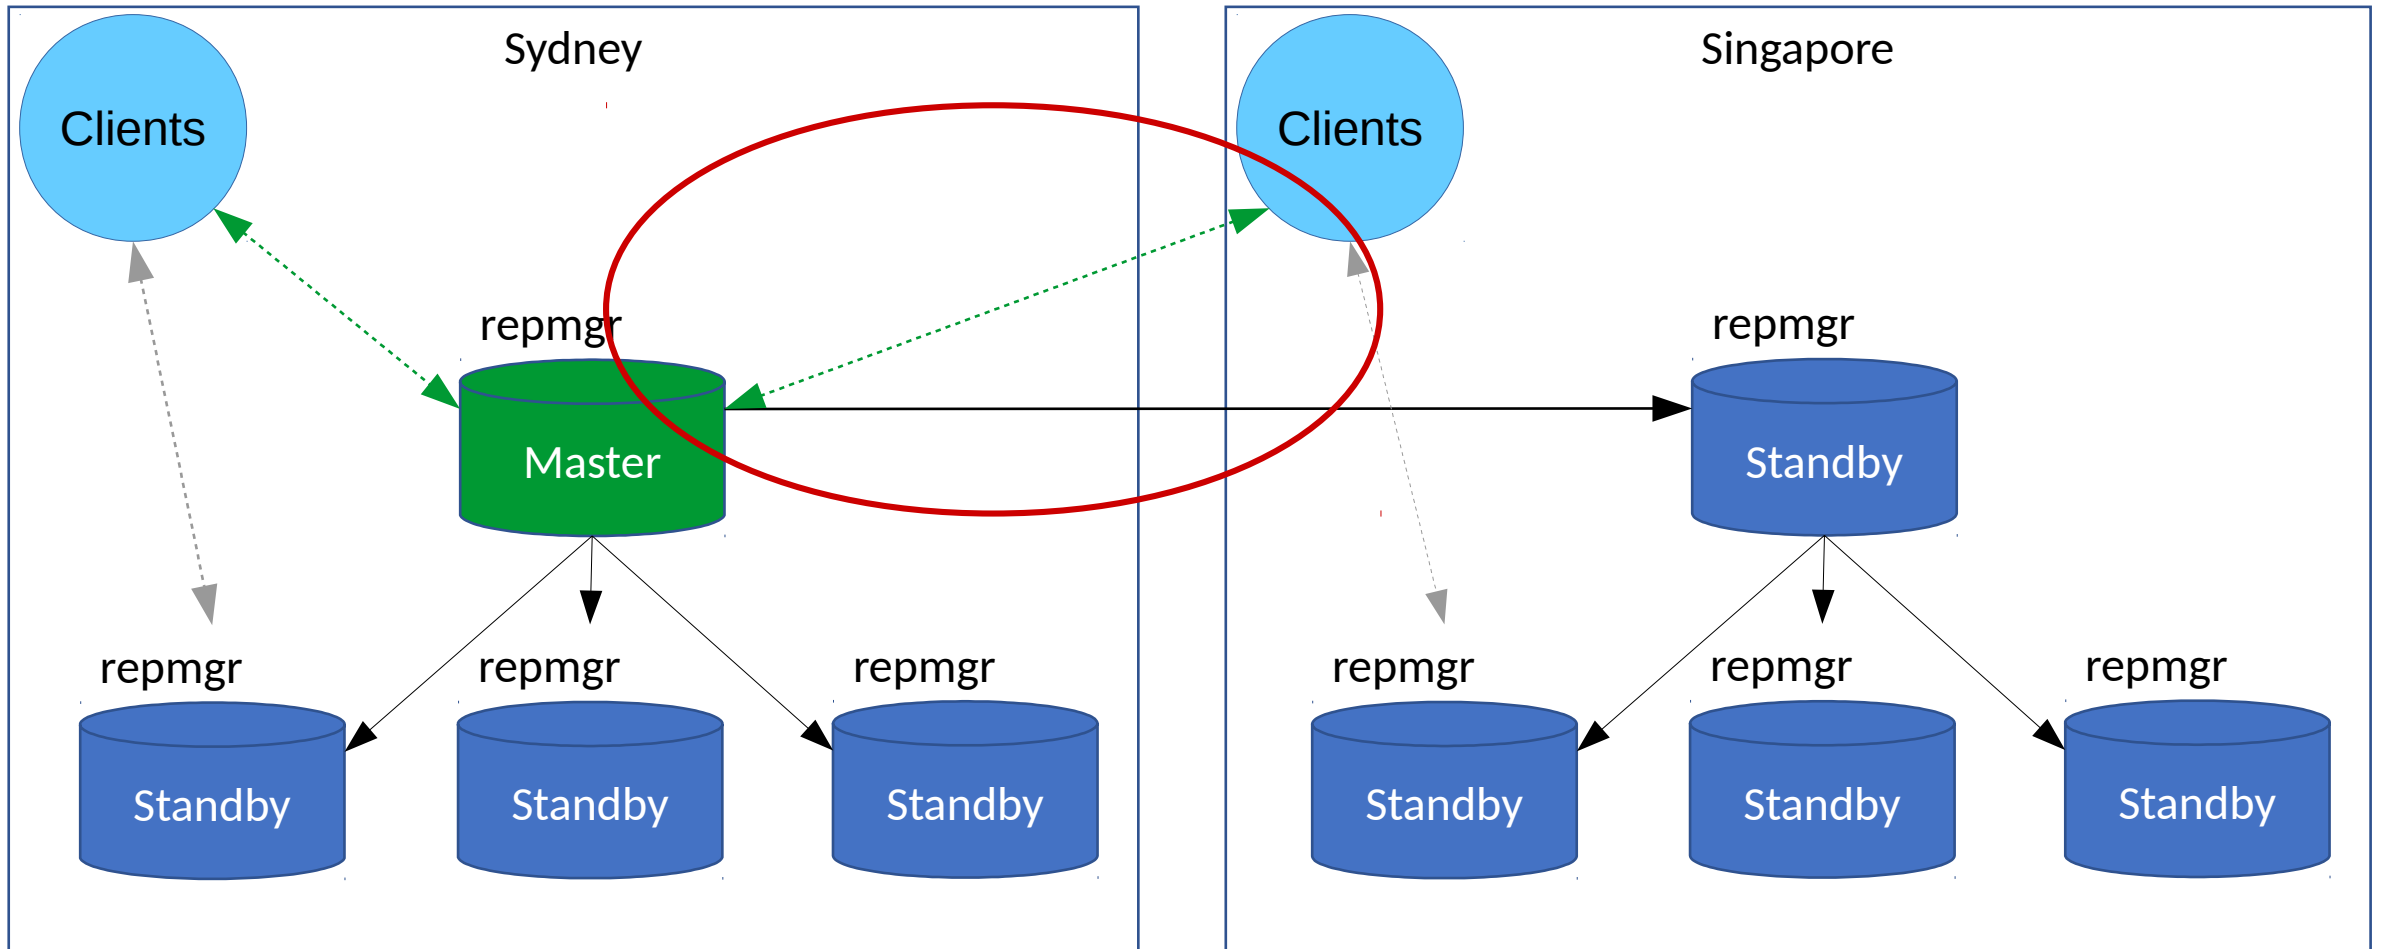 Sydney
Clients
repmgr
Master
repmgr
repmgr
repmgr
Standby
Standby
Standby
Singapore
Clients
repmgr
Standby
repmgr
repmgr
repmgr
Standby
Standby
Standby